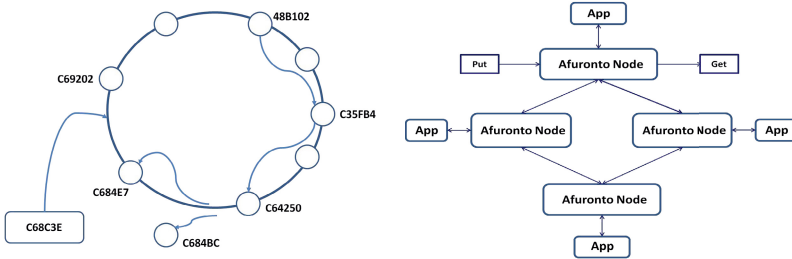 48B102
C69202
C35FB4
C684E7
C64250
C68C3E
C684BC
App
Put
Afuronto Node
Get
App
Afuronto Node
Afuronto Node
App
Afuronto Node
App